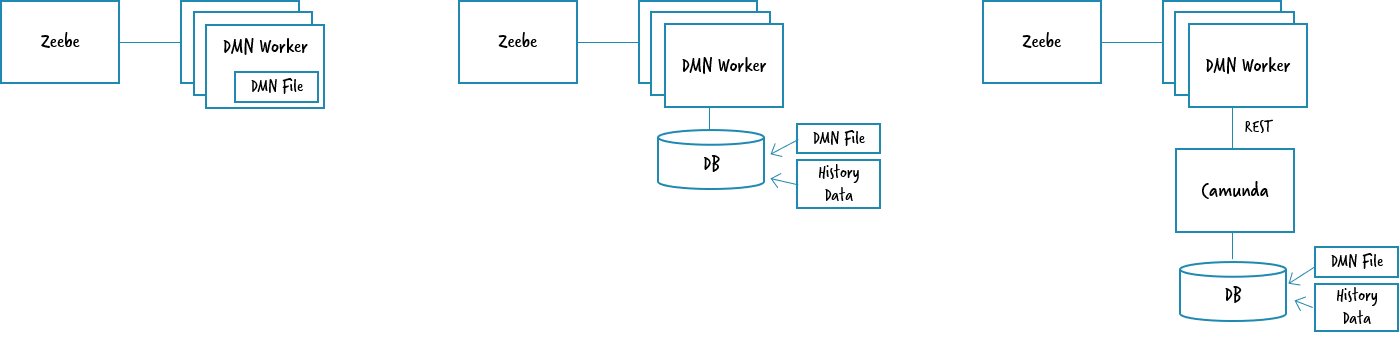 Zeebe
DMN Worker
DMN File
Zeebe
DMN Worker
DB
DMN File
History
Data
Zeebe
DMN Worker
REST
Camunda
DB
DMN File
History
Data